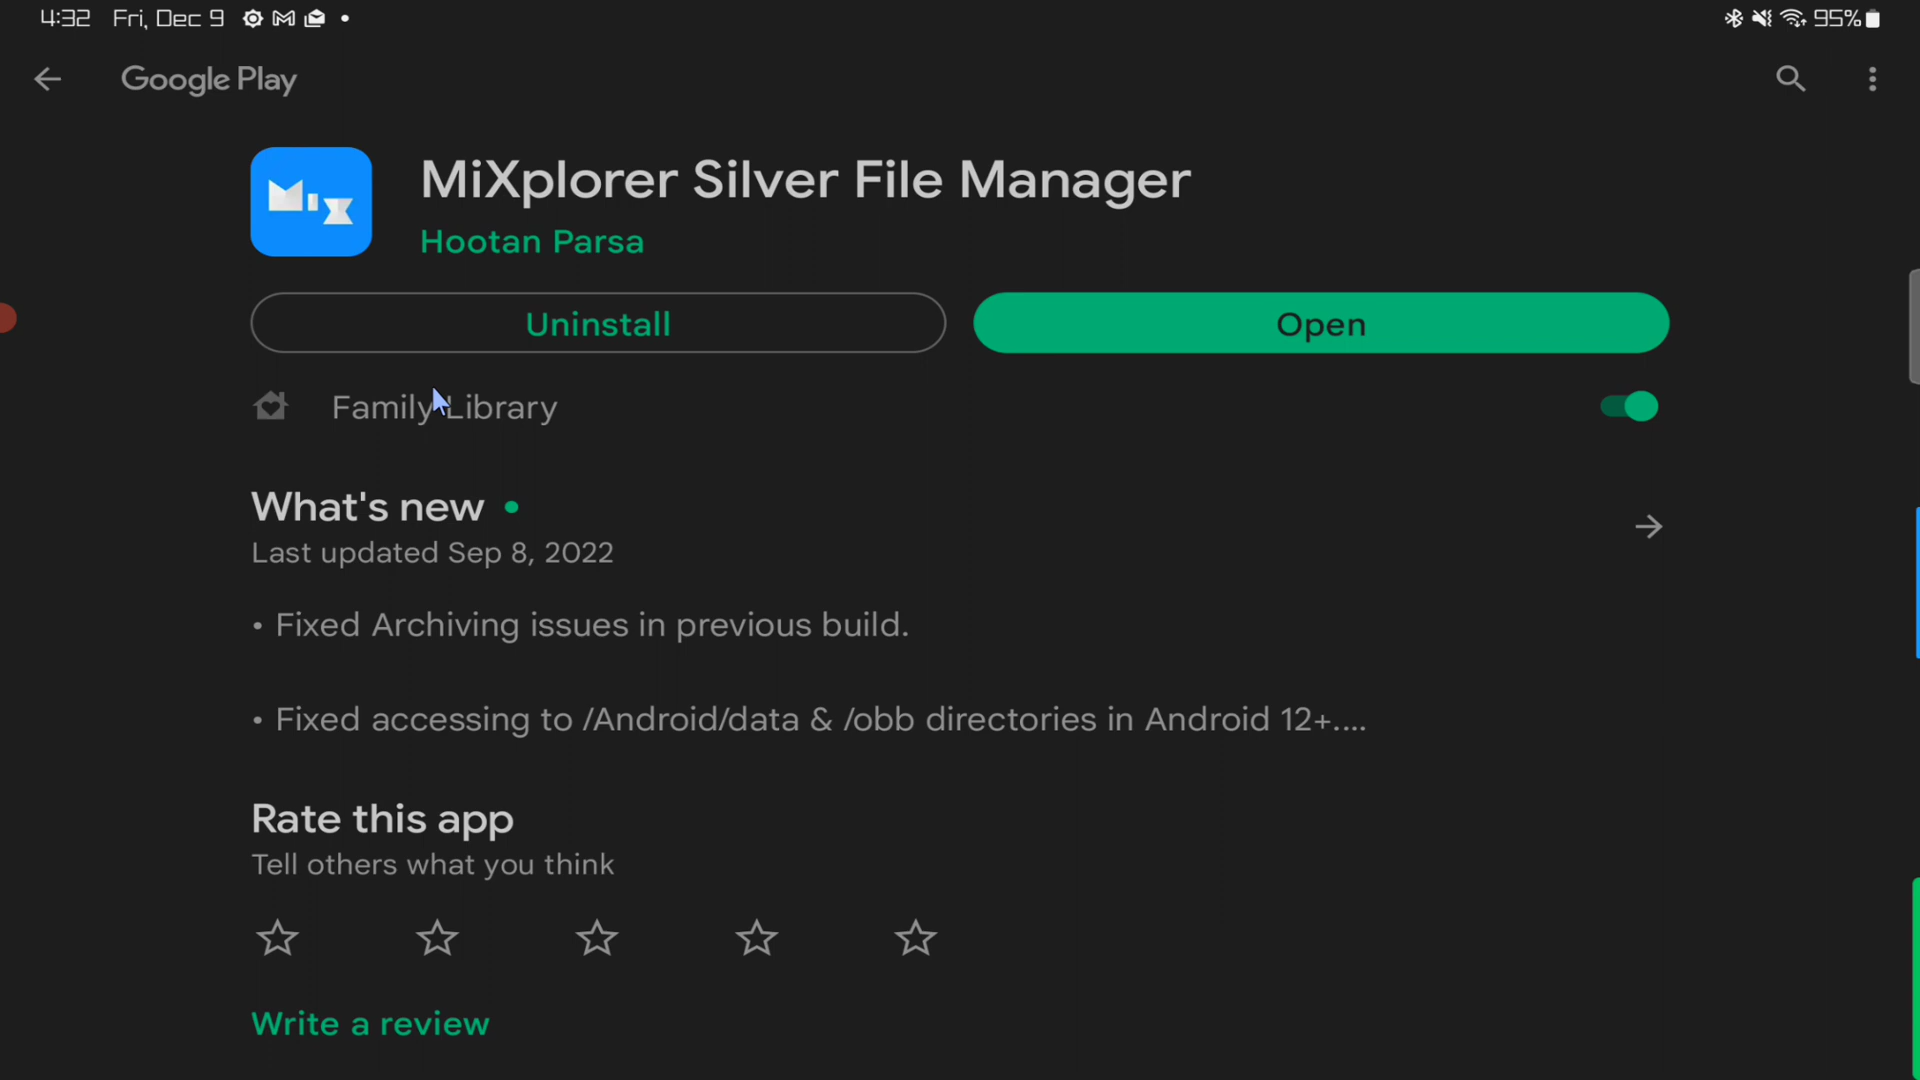 4:32 Fri, Dec 9 95%
Google Play
MiX
MiXplorer Silver File Manager
Hootan Parsa
Uninstall
Open
Family Library
What's new
Last updated Sep 8, 2022
• Fixed Archiving issues in previous build.
• Fixed accessing to /Android/data & /obb directories in Android 12+....
Rate this app
Tell others what you think
Write a review